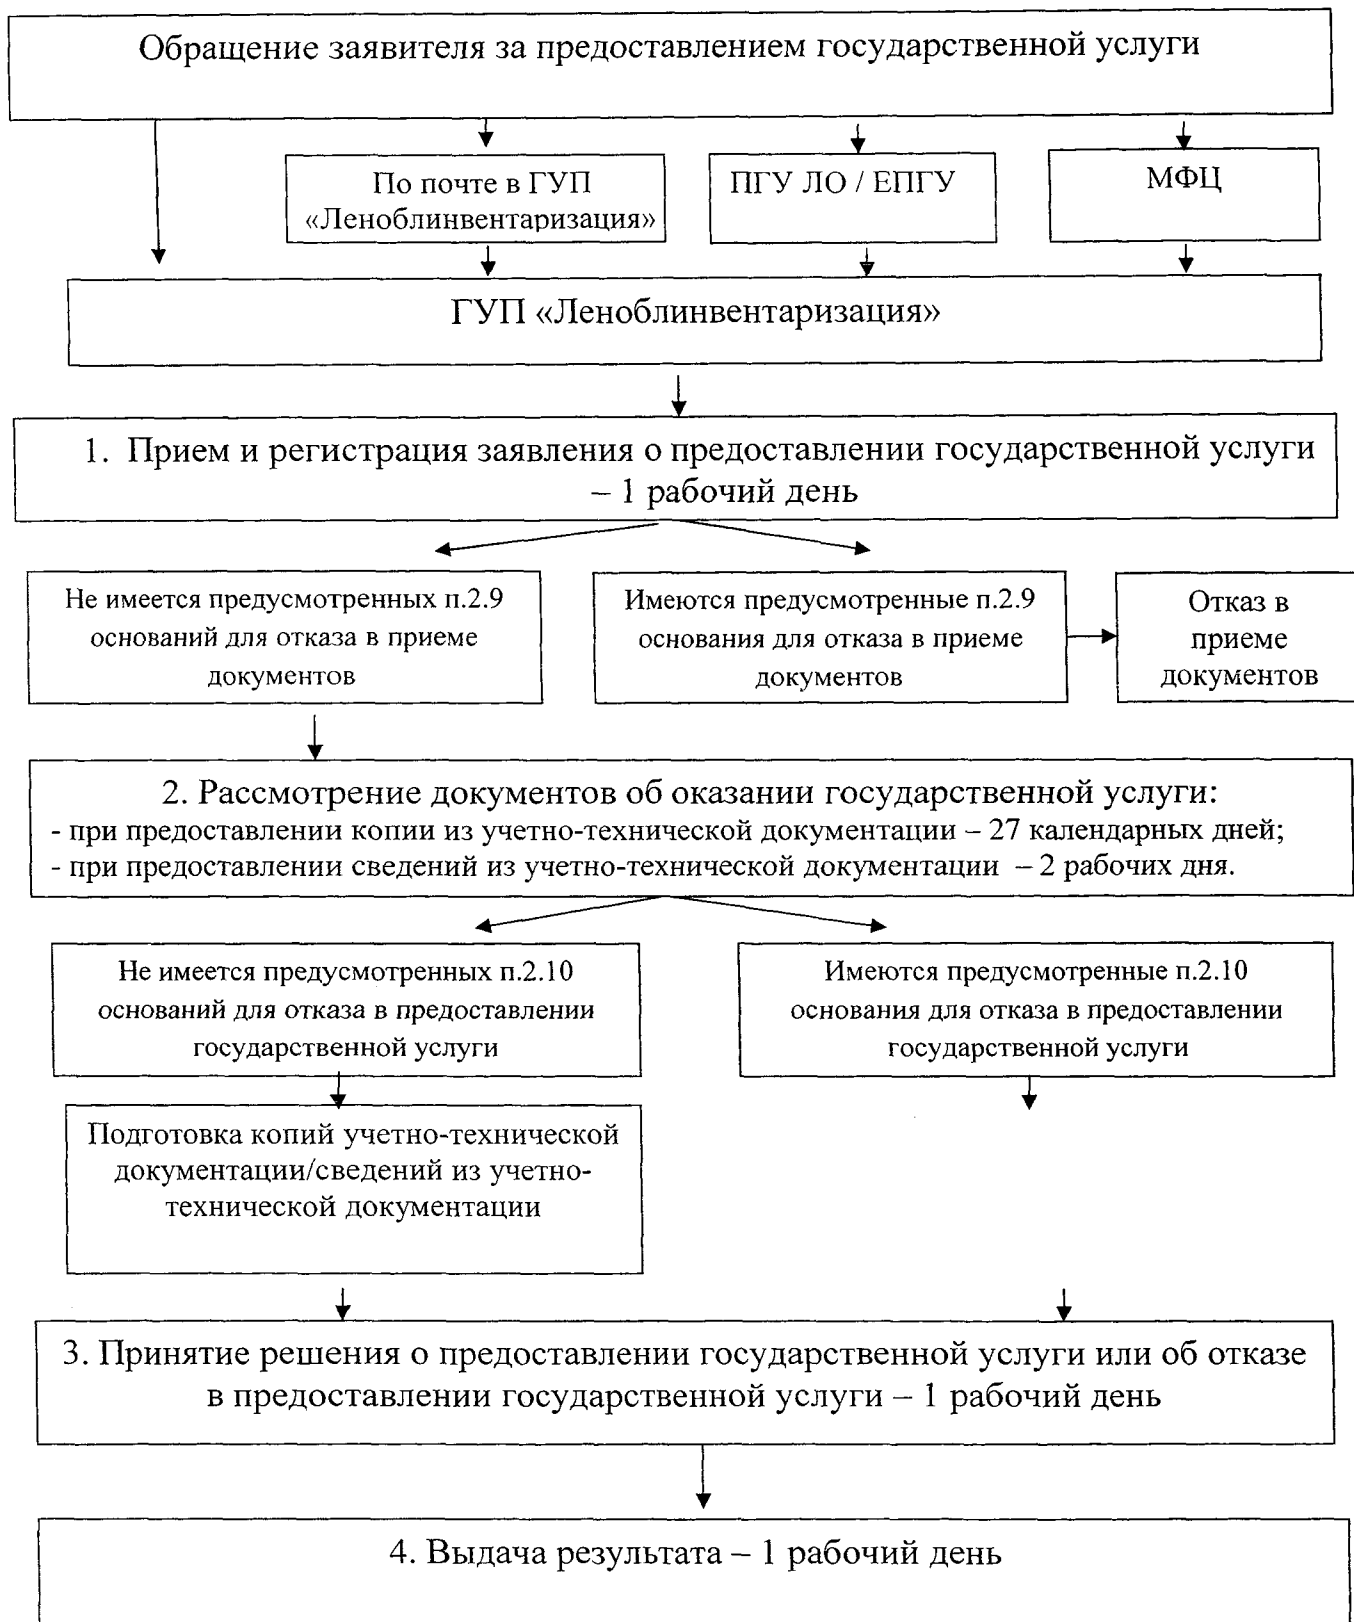 Обращение заявителя за предоставлением государственной услуги
По почте в ГУП
«Леноблинвентаризация»
ПГУ ЛО / ЕПГУ
МФЦ
ГУП «Леноблинвентаризация»
1. Прием и регистрация заявления о предоставлении государственной услуги
– 1 рабочий день
Не имеется предусмотренных п.2.9
оснований для отказа в приеме
документов
Имеются предусмотренные п.2.9
основания для отказа в приеме
документов
Отказ в
приеме
документов
2. Рассмотрение документов об оказании государственной услуги:
- при предоставлении копии из учетно-технической документации – 27 календарных дней;
- при предоставлении сведений из учетно-технической документации – 2 рабочих дня.
Не имеется предусмотренных п.2.10
оснований для отказа в предоставлении
государственной услуги
Имеются предусмотренные п.2.10
основания для отказа в предоставлении
государственной услуги
Подготовка копий учетно-технической
документации/сведений из учетно-
технической документации
3. Принятие решения о предоставлении государственной услуги или об отказе
в предоставлении государственной услуги – 1 рабочий день
4. Выдача результата – 1 рабочий день